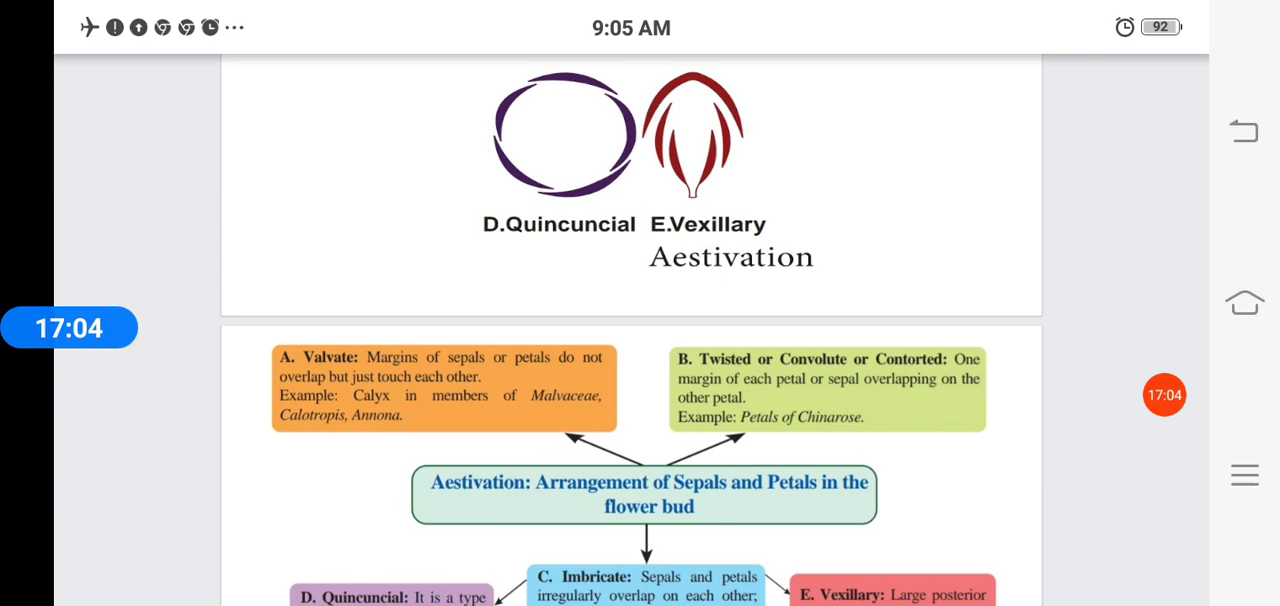 9:05 AM
92
D.Quincuncial E.Vexillary
Aestivation
17:04
A. Valvate: Margins of sepals or petals do not
overlap but just touch each other.
Example: Calyx in members of Malvaceae,
Calotropis, Annona.
B. Twisted or Convolute or Contorted: One
margin of each petal or sepal overlapping on the
other petal.
Example: Petals of Chinarose.
17:04
Aestivation: Arrangement of Sepals and Petals in the
flower bud
C. Imbricate: Sepals and petals
irregularly overlap on each other;
D. Quincuncial: It is a type
E. Vexillary: Large posterior